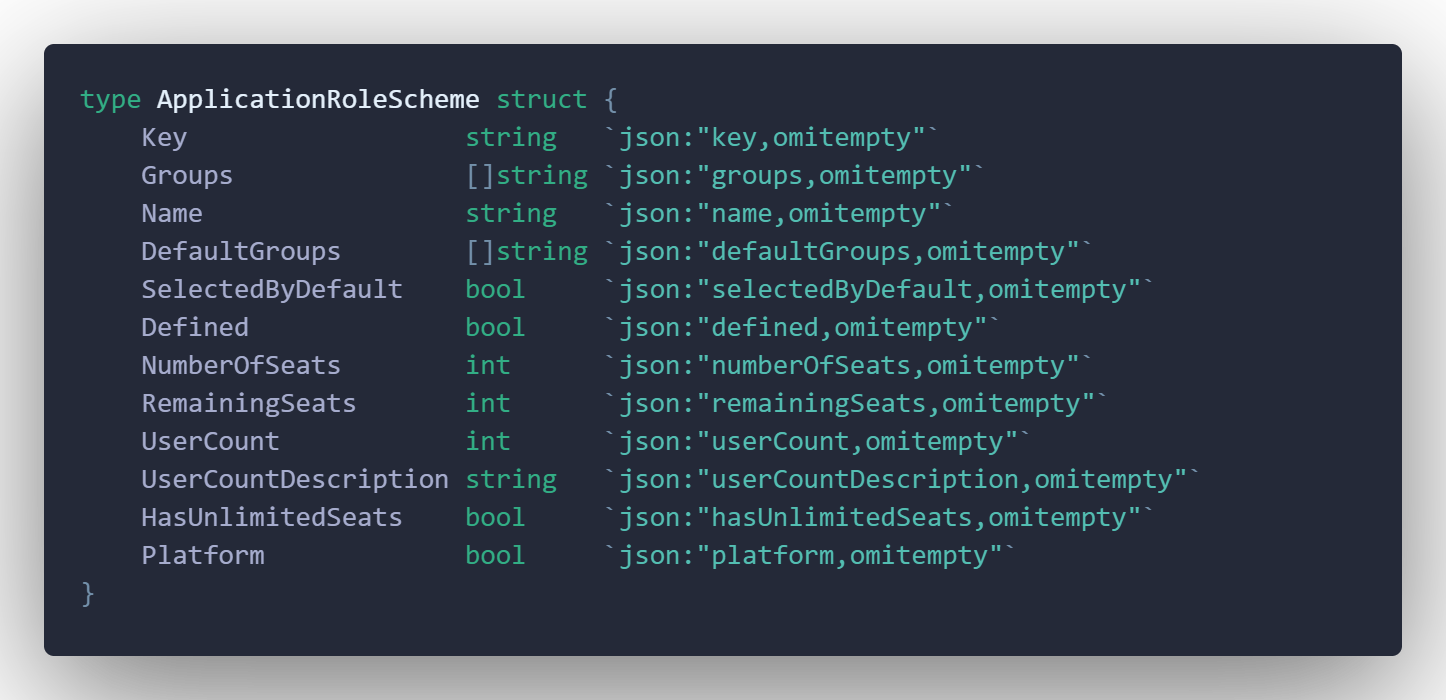 type ApplicationRoleScheme struct {
    Key                  string   `json:"key,omitempty"`
    Groups               []string `json:"groups,omitempty"`
    Name                 string   `json:"name,omitempty"`
    DefaultGroups        []string `json:"defaultGroups,omitempty"`
    SelectedByDefault    bool     `json:"selectedByDefault,omitempty"`
    Defined              bool     `json:"defined,omitempty"`
    NumberOfSeats        int      `json:"numberOfSeats,omitempty"`
    RemainingSeats       int      `json:"remainingSeats,omitempty"`
    UserCount            int      `json:"userCount,omitempty"`
    UserCountDescription string   `json:"userCountDescription,omitempty"`
    HasUnlimitedSeats    bool     `json:"hasUnlimitedSeats,omitempty"`
    Platform             bool     `json:"platform,omitempty"`
}